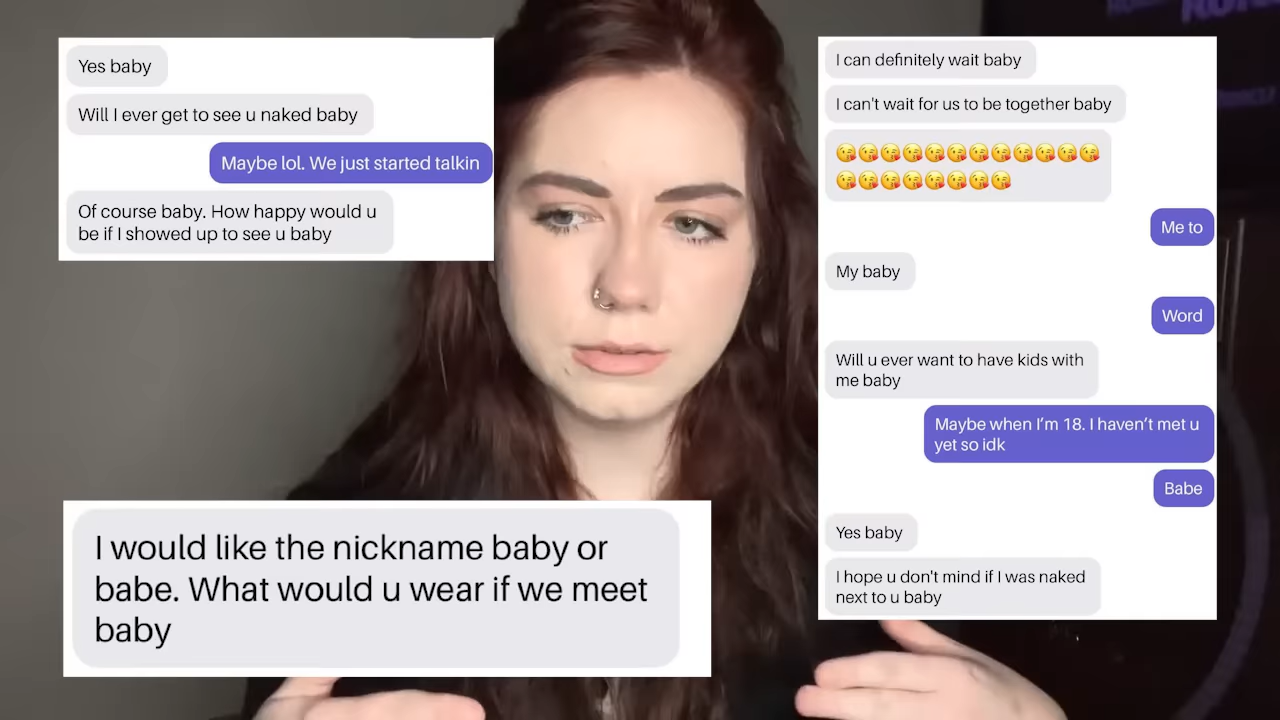 Yes baby
Will I ever get to see u naked baby
Maybe lol. We just started talkin
Of course baby. How happy would u
be if I showed up to see u baby
I would like the nickname baby or
babe. What would u wear if we meet
baby
I can definitely wait baby
I can't wait for us to be together baby
😘😘😘😘😘😘😘😘😘😘😘😘
😘😘😘😘😘😘😘😘
Me to
My baby
Word
Will u ever want to have kids with
me baby
Maybe when I’m 18. I haven’t met u
yet so idk
Babe
Yes baby
I hope u don't mind if I was naked
next to u baby